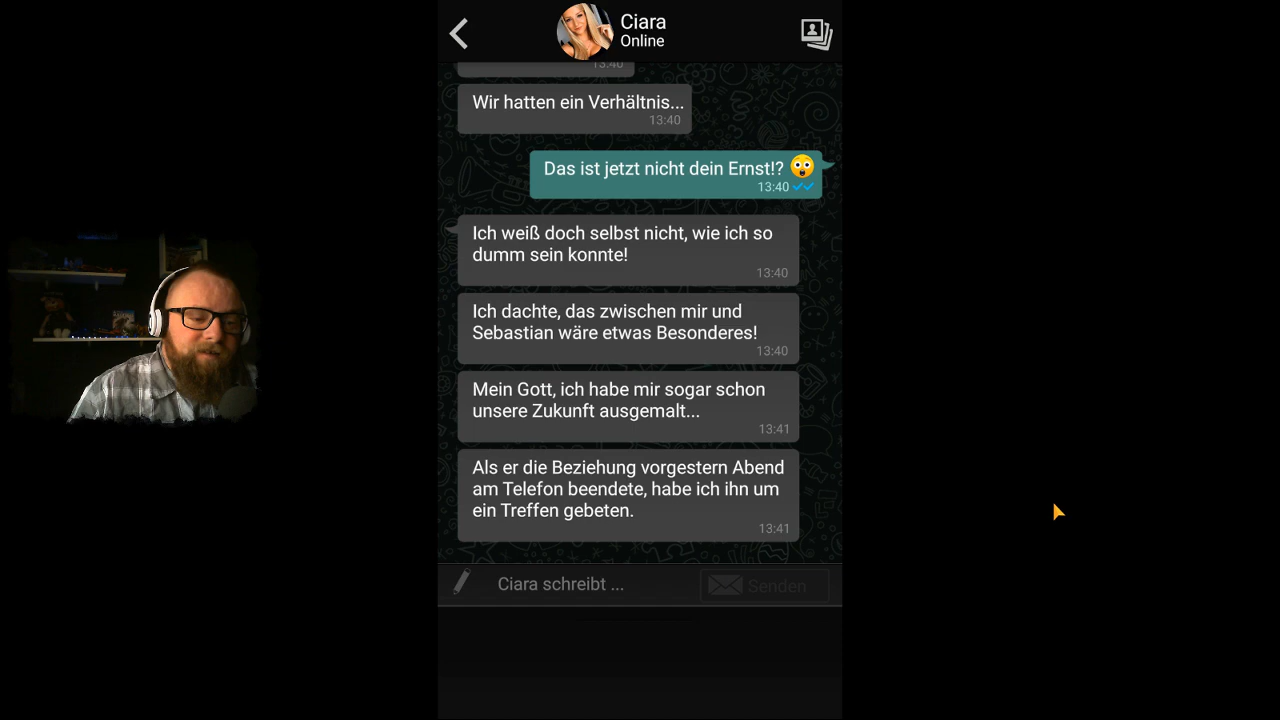 Ciara
Online
13:40
Wir hatten ein Verhältnis...
13:40
Das ist jetzt nicht dein Ernst!? 😲
13:40
Ich weiß doch selbst nicht, wie ich so
dumm sein konnte!
13:40
Ich dachte, das zwischen mir und
Sebastian wäre etwas Besonderes!
13:40
Mein Gott, ich habe mir sogar schon
unsere Zukunft ausgemalt...
13:41
Als er die Beziehung vorgestern Abend
am Telefon beendete, habe ich ihn um
ein Treffen gebeten.
13:41
Ciara schreibt ...
Senden